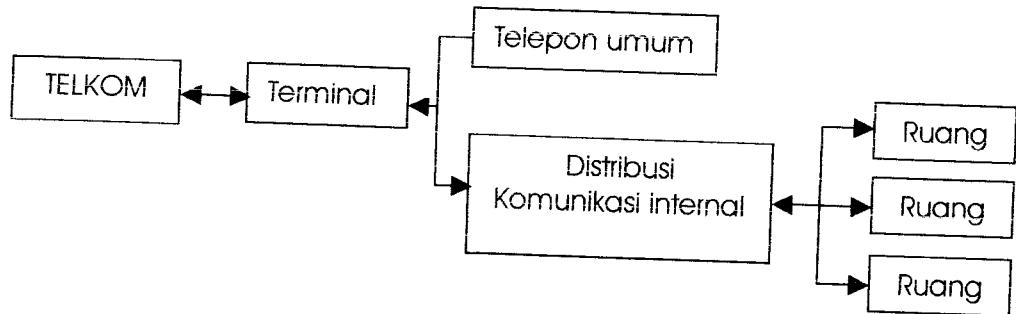 TELKOM
Terminal
Telepon umum
Distribusi
Komunikasi internal
Ruang
Ruang
Ruang